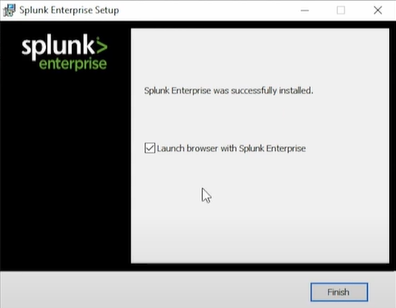 Splunk Enterprise Setup
splunk>
enterprise
Splunk Enterprise was successfully installed.
Launch browser with Splunk Enterprise
Finish